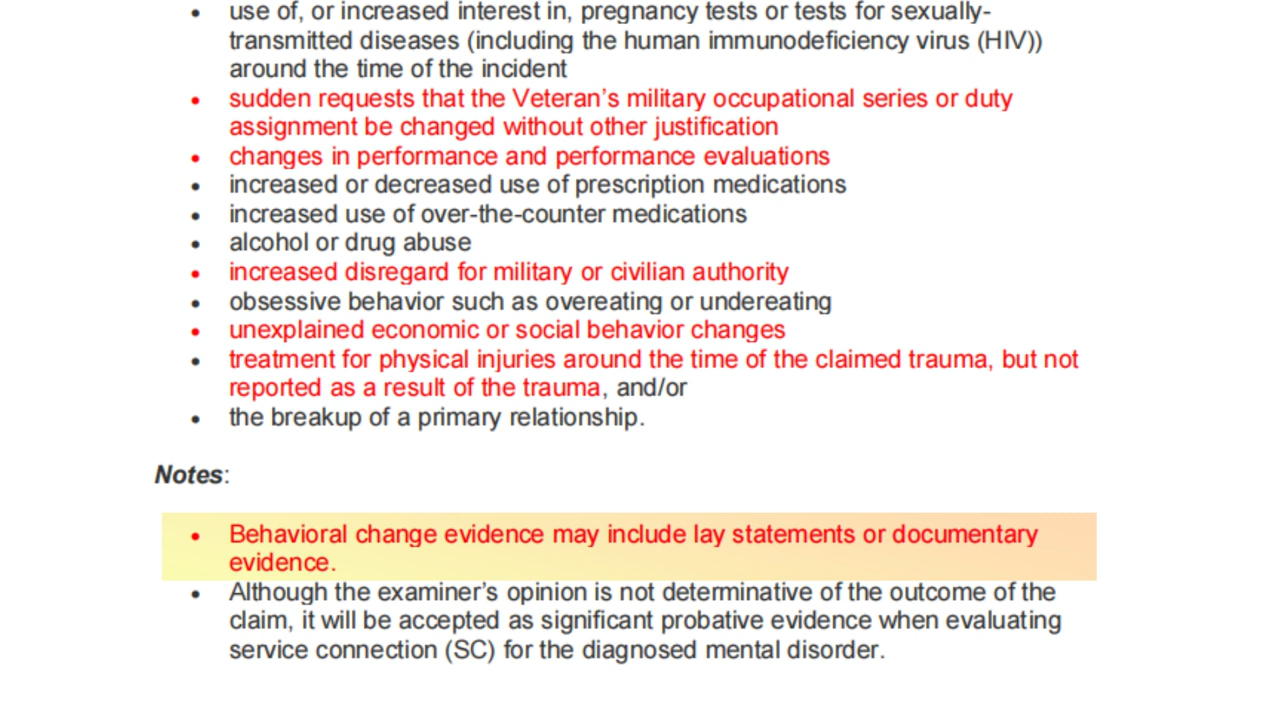 • use of, or increased interest in, pregnancy tests or tests for sexually-
transmitted diseases (including the human immunodeficiency virus (HIV))
around the time of the incident
• sudden requests that the Veteran’s military occupational series or duty
assignment be changed without other justification
• changes in performance and performance evaluations
• increased or decreased use of prescription medications
• increased use of over-the-counter medications
• alcohol or drug abuse
• increased disregard for military or civilian authority
• obsessive behavior such as overeating or undereating
• unexplained economic or social behavior changes
• treatment for physical injuries around the time of the claimed trauma, but not
reported as a result of the trauma, and/or
• the breakup of a primary relationship.
Notes:
• Behavioral change evidence may include lay statements or documentary
evidence.
• Although the examiner’s opinion is not determinative of the outcome of the
claim, it will be accepted as significant probative evidence when evaluating
service connection (SC) for the diagnosed mental disorder.